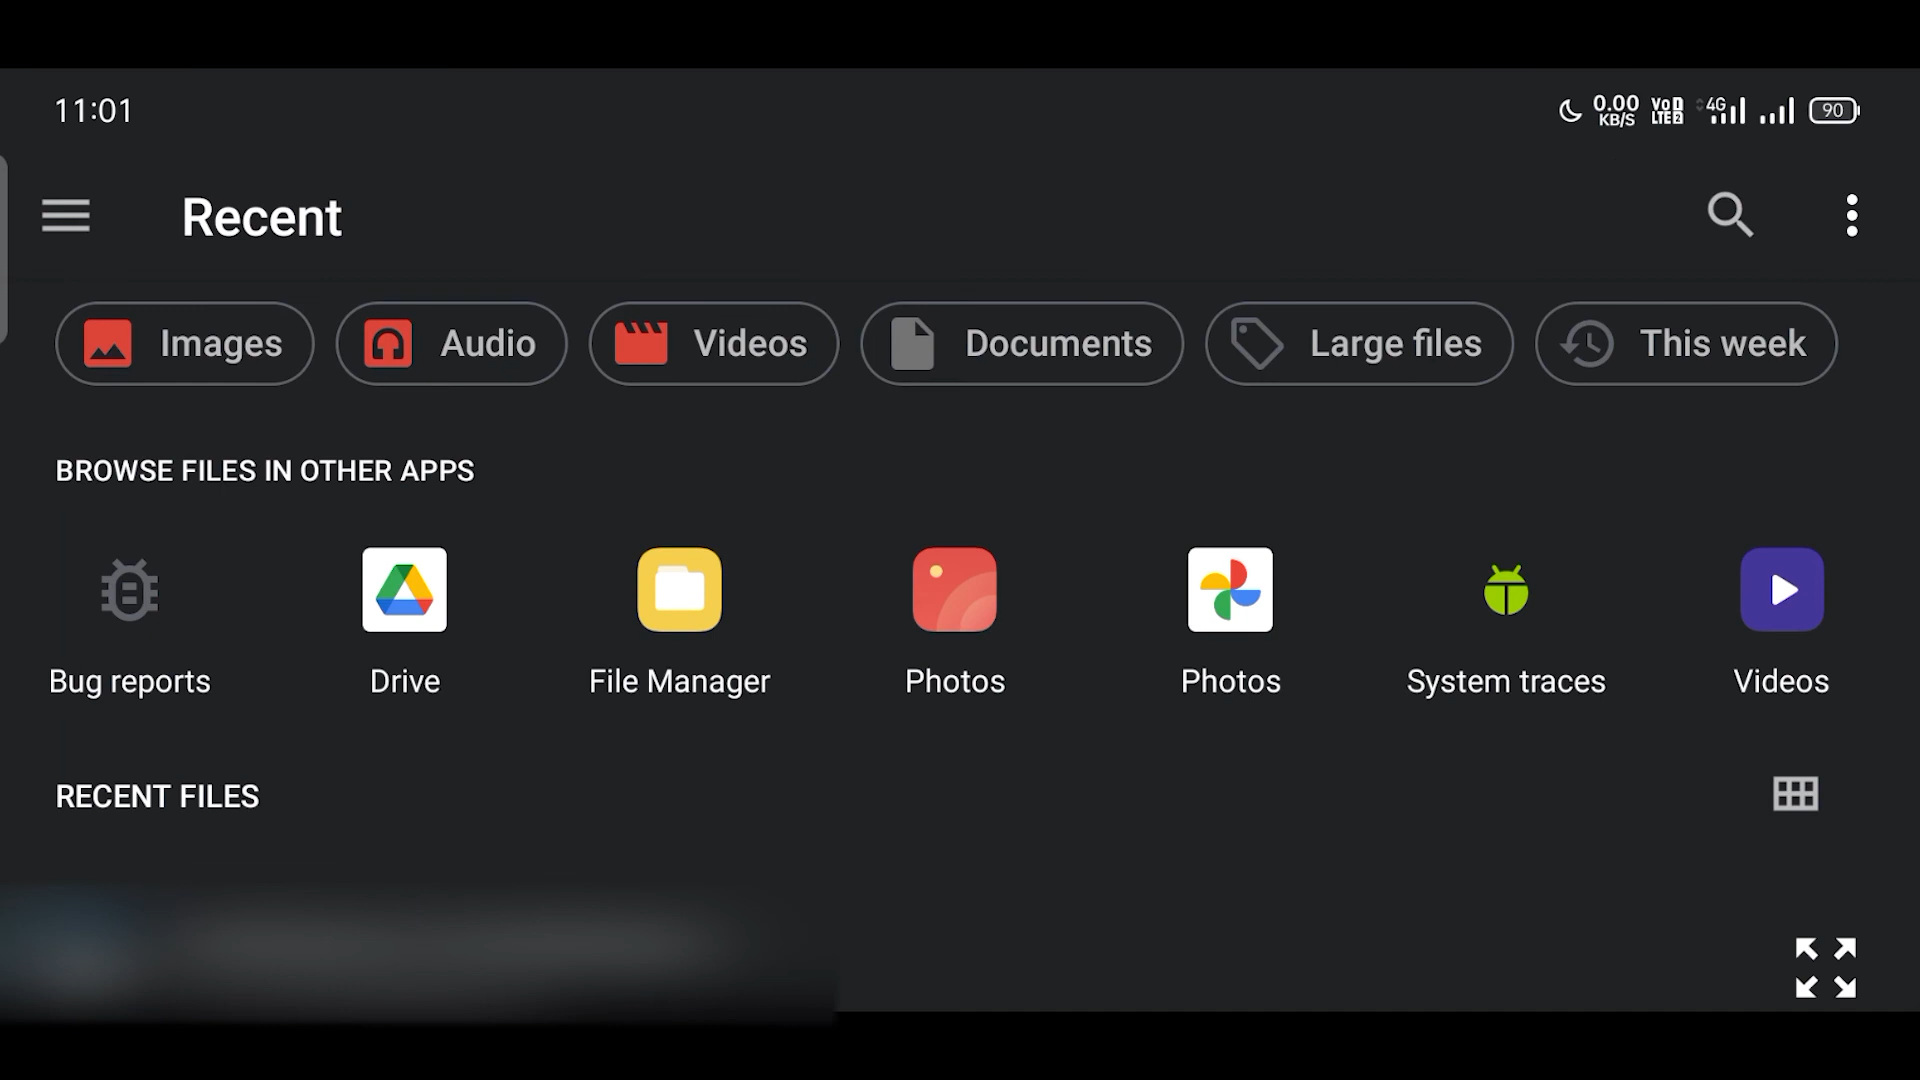 11:01
0.00 KB/S VoD LTE2 4G 90
Recent
Images Audio Videos Documents Large files This week
BROWSE FILES IN OTHER APPS
Bug reports Drive File Manager Photos Photos System traces Videos
RECENT FILES